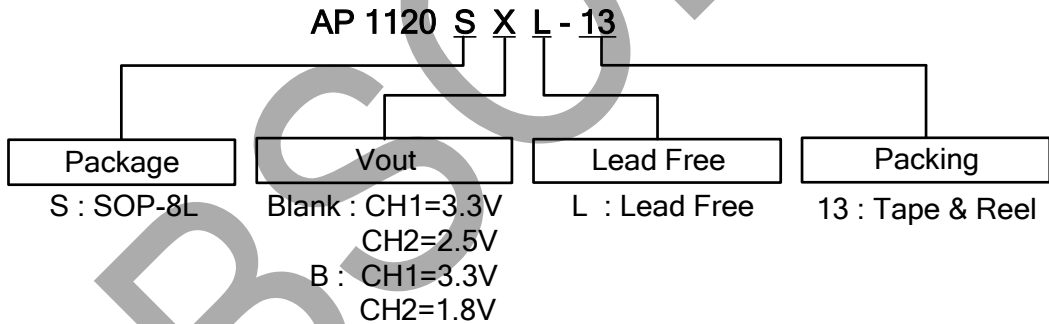 AP 1120 S X L - 13
Package
Vout
Lead Free
Packing
S : SOP-8L
Blank : CH1=3.3V
CH2=2.5V
B : CH1=3.3V
CH2=1.8V
L : Lead Free
13 : Tape & Reel